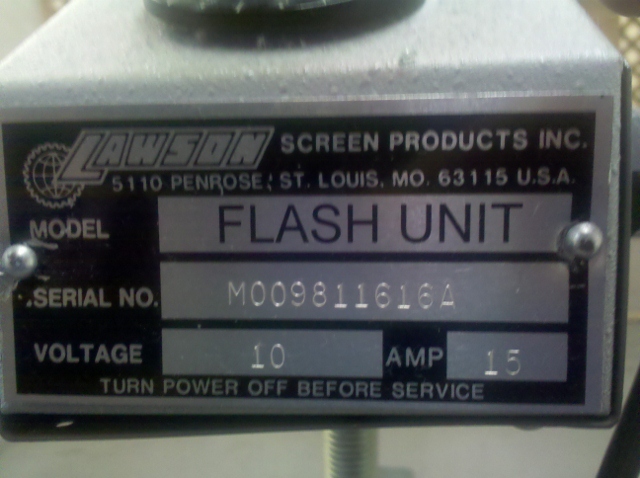 LAWSON SCREEN PRODUCTS INC.
5110 PENROSE, ST. LOUIS, MO. 63115 U.S.A.
MODEL FLASH UNIT
SERIAL NO. M009811616A
VOLTAGE 10 AMP 15
TURN POWER OFF BEFORE SERVICE